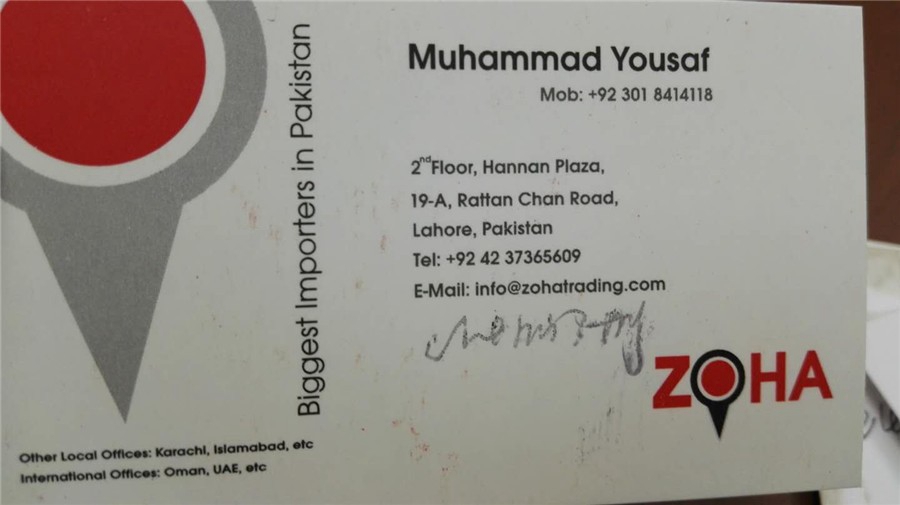 Biggest Importers in Pakistan
Muhammad Yousaf
Mob: +92 301 8414118
2nd Floor, Hannan Plaza,
19-A, Rattan Chan Road,
Lahore, Pakistan
Tel: +92 42 37365609
E-Mail: info@zohatrading.com
ZOHA
Other Local Offices: Karachi, Islamabad, etc
International Offices: Oman, UAE, etc